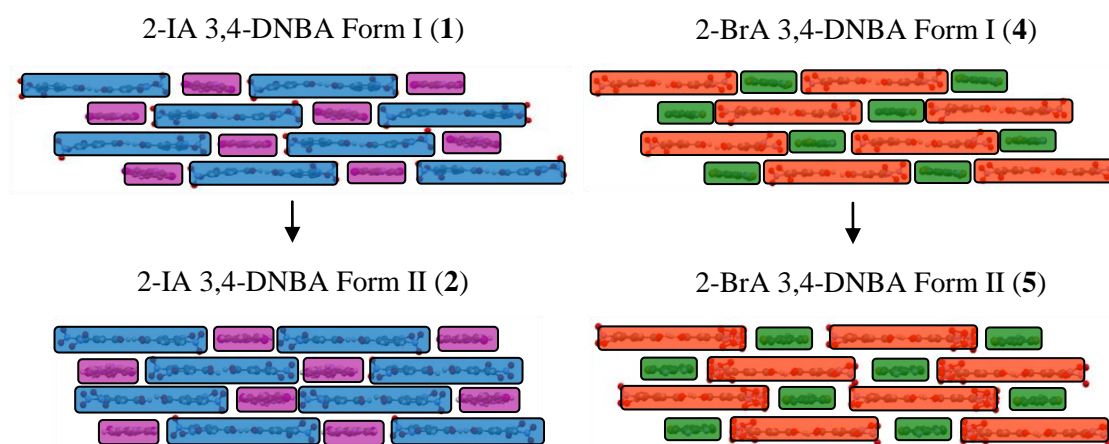 2-IA 3,4-DNBA Form I (1)
2-BrA 3,4-DNBA Form I (4)
2-IA 3,4-DNBA Form II (2)
2-BrA 3,4-DNBA Form II (5)